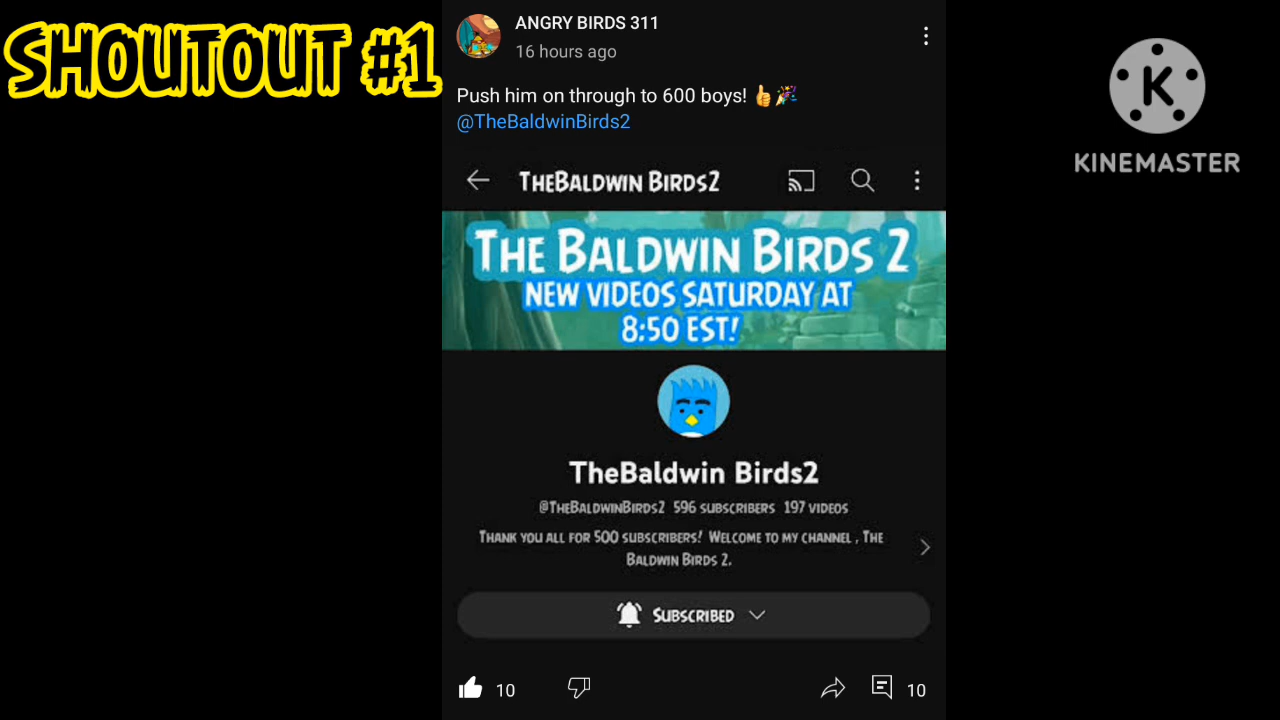 SHOUTOUT #1
ANGRY BIRDS 311
16 hours ago
Push him on through to 600 boys! 👍🎉
@TheBaldwinBirds2
K
KINEMASTER
TheBaldwin Birds2
The Baldwin Birds 2
New videos Saturday at
8:50 EST!
TheBaldwin Birds2
@TheBaldwinBirds2 596 subscribers 197 videos
Thank you all for 500 subscribers! Welcome to my channel , The
Baldwin Birds 2.
Subscribed
10
10